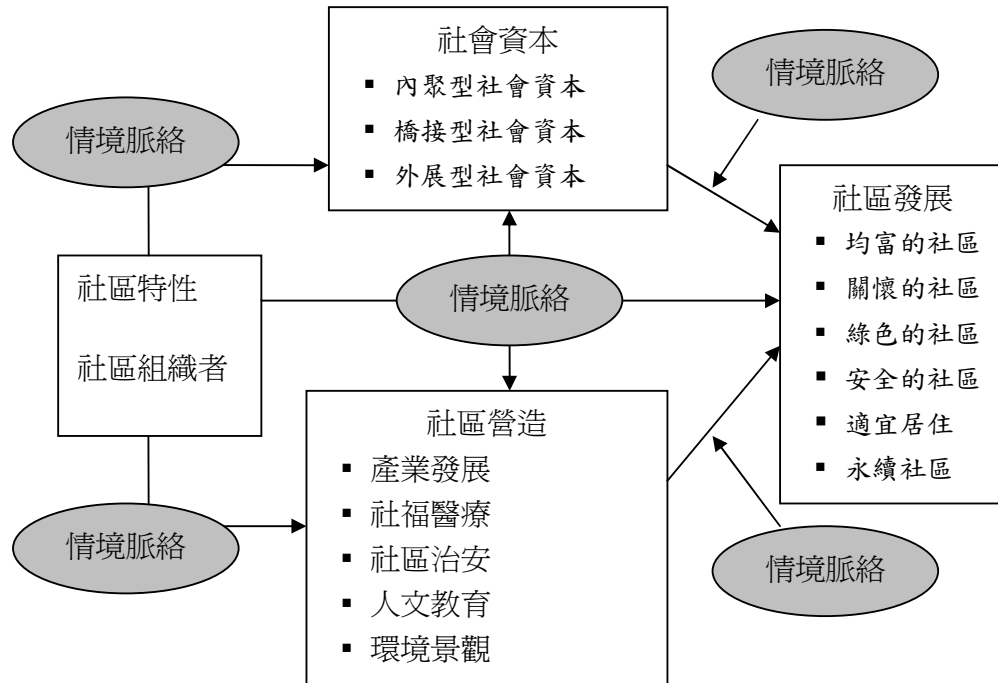 社會資本
▪ 內聚型社會資本
▪ 橋接型社會資本
▪ 外展型社會資本
情境脈絡
情境脈絡
社區發展
▪ 均富的社區
▪ 關懷的社區
▪ 綠色的社區
▪ 安全的社區
▪ 適宜居住
▪ 永續社區
社區特性
社區組織者
情境脈絡
社區營造
▪ 產業發展
▪ 社福醫療
▪ 社區治安
▪ 人文教育
▪ 環境景觀
情境脈絡
情境脈絡